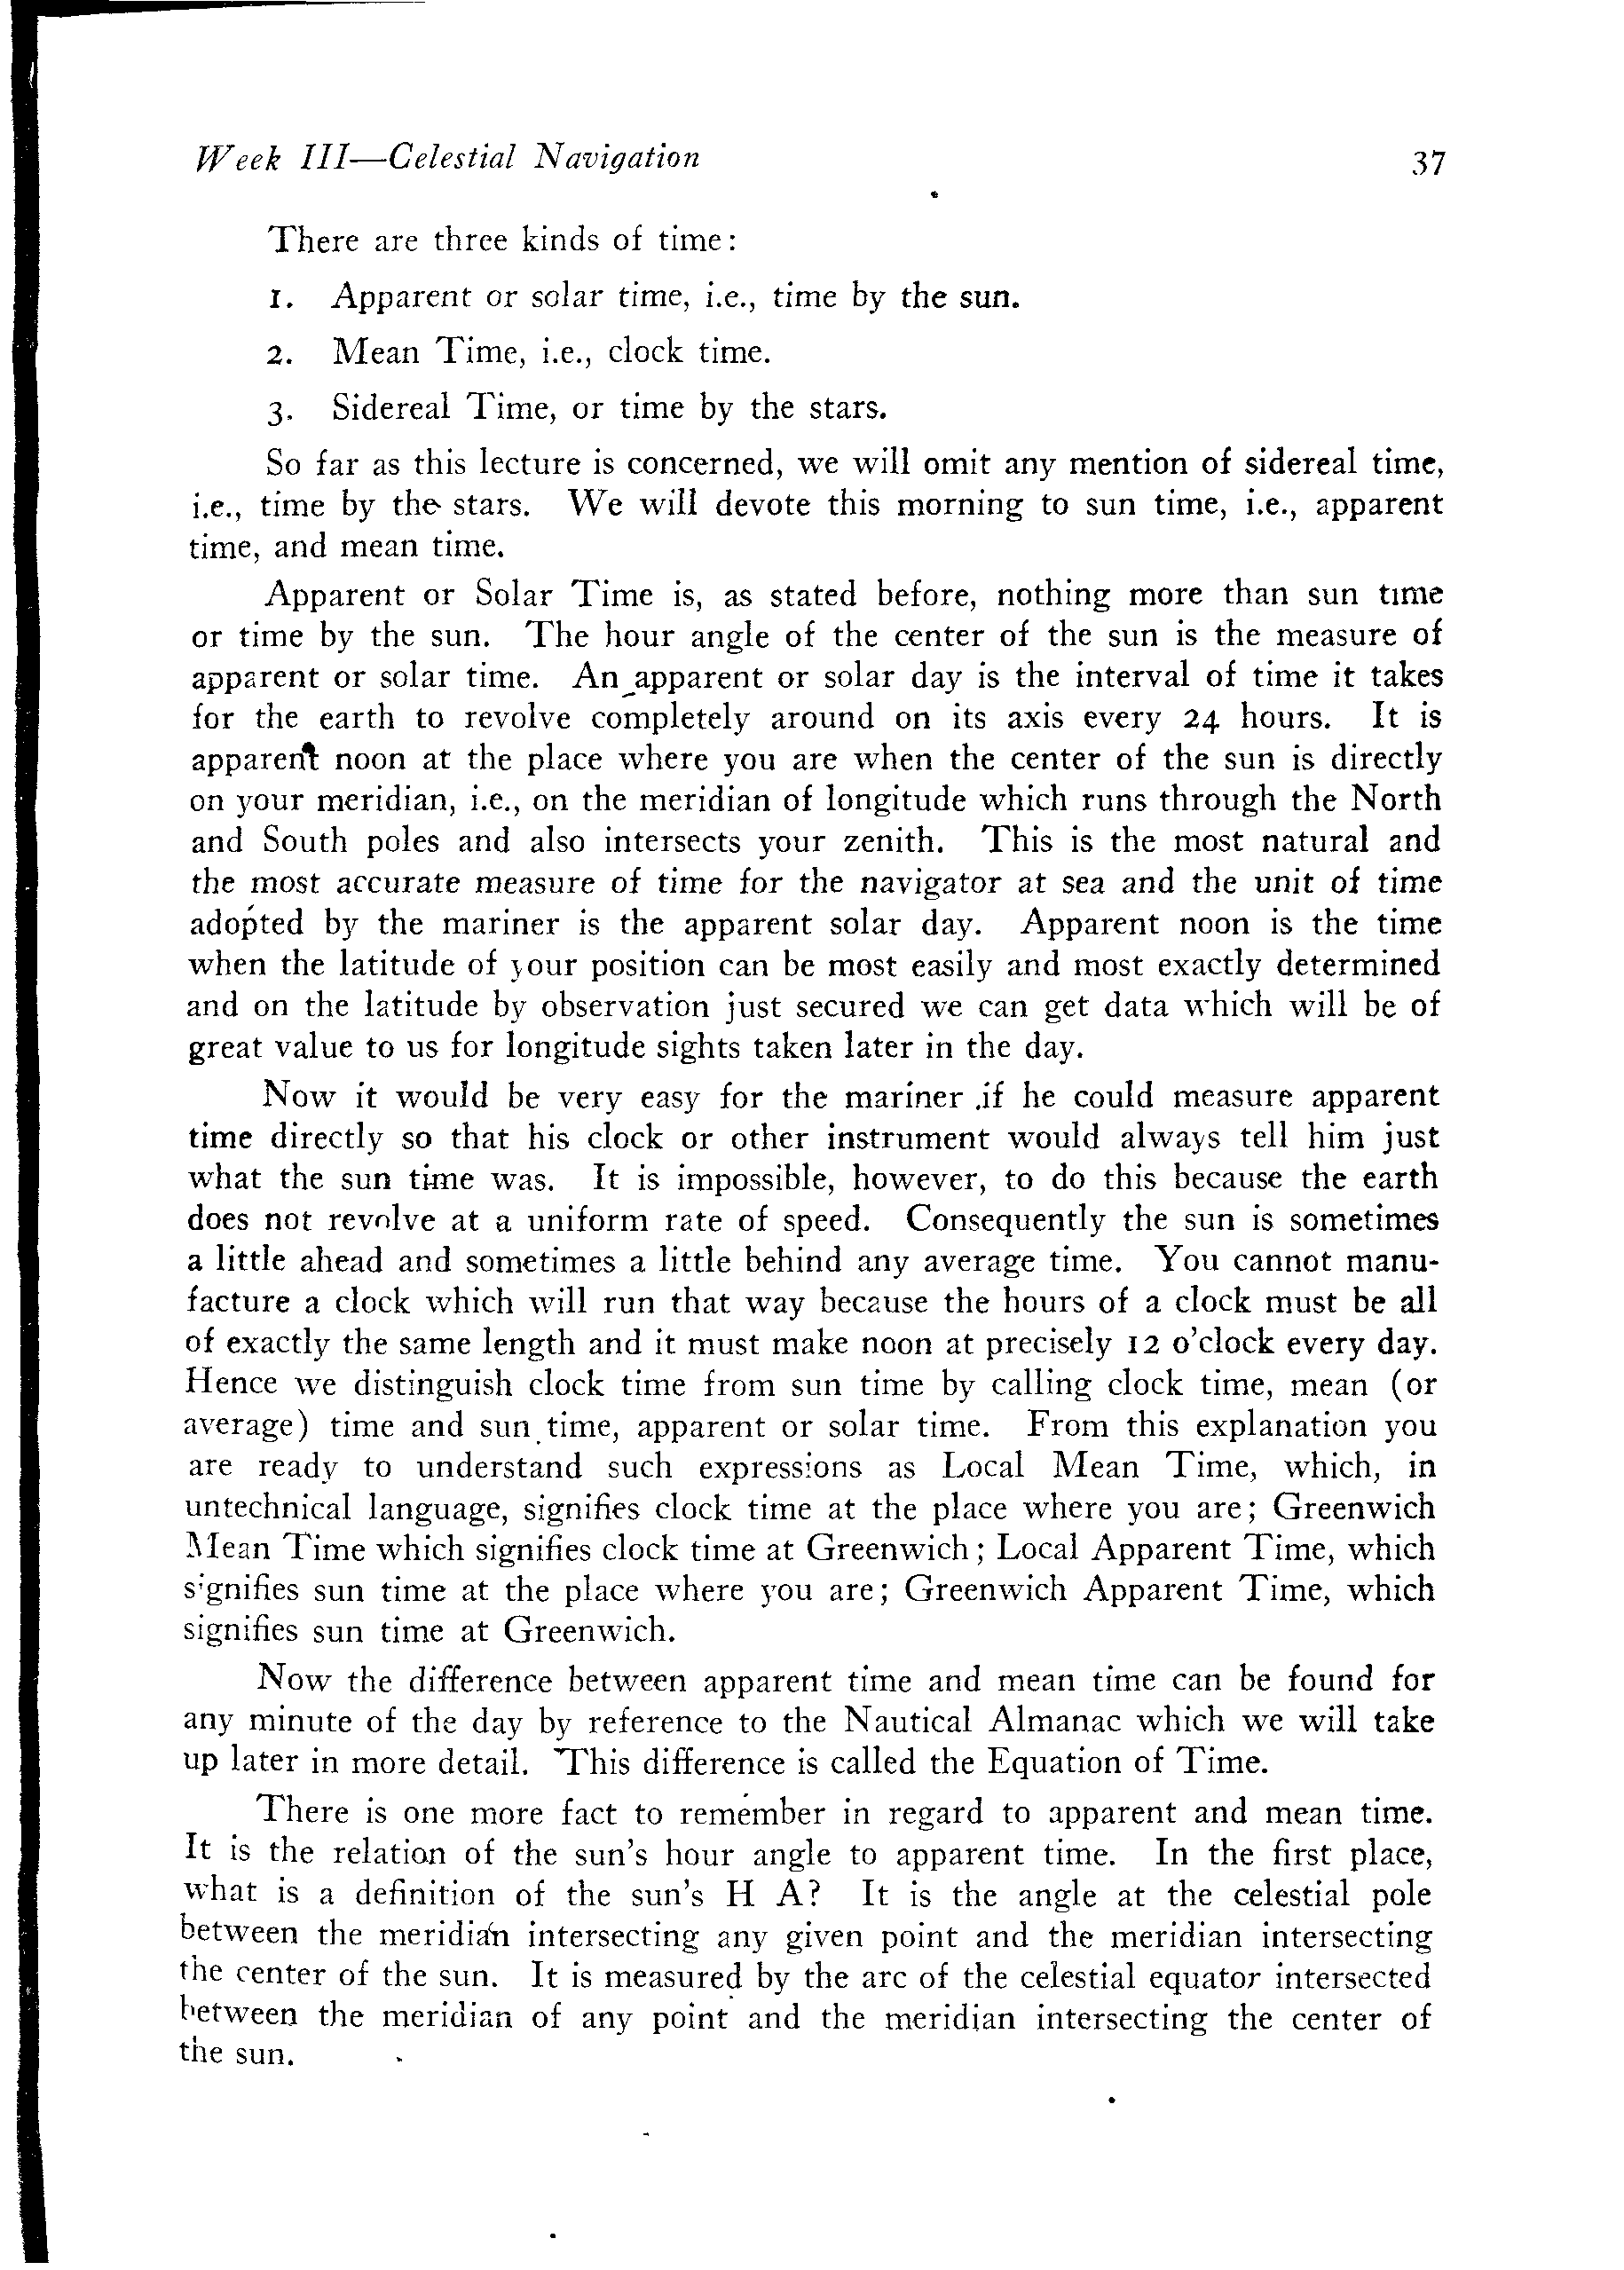 Week III—Celestial Navigation 37
There are three kinds of time:
1. Apparent or solar time, i.e., time by the sun.
2. Mean Time, i.e., clock time.
3. Sidereal Time, or time by the stars.
So far as this lecture is concerned, we will omit any mention of sidereal time,
i.e., time by the stars. We will devote this morning to sun time, i.e., apparent
time, and mean time.
Apparent or Solar Time is, as stated before, nothing more than sun time
or time by the sun. The hour angle of the center of the sun is the measure of
apparent or solar time. An apparent or solar day is the interval of time it takes
for the earth to revolve completely around on its axis every 24 hours. It is
apparent noon at the place where you are when the center of the sun is directly
on your meridian, i.e., on the meridian of longitude which runs through the North
and South poles and also intersects your zenith. This is the most natural and
the most accurate measure of time for the navigator at sea and the unit of time
adopted by the mariner is the apparent solar day. Apparent noon is the time
when the latitude of your position can be most easily and most exactly determined
and on the latitude by observation just secured we can get data which will be of
great value to us for longitude sights taken later in the day.
Now it would be very easy for the mariner if he could measure apparent
time directly so that his clock or other instrument would always tell him just
what the sun time was. It is impossible, however, to do this because the earth
does not revolve at a uniform rate of speed. Consequently the sun is sometimes
a little ahead and sometimes a little behind any average time. You cannot manu-
facture a clock which will run that way because the hours of a clock must be all
of exactly the same length and it must make noon at precisely 12 o'clock every day.
Hence we distinguish clock time from sun time by calling clock time, mean (or
average) time and sun time, apparent or solar time. From this explanation you
are ready to understand such expressions as Local Mean Time, which, in
untechnical language, signifies clock time at the place where you are; Greenwich
Mean Time which signifies clock time at Greenwich; Local Apparent Time, which
signifies sun time at the place where you are; Greenwich Apparent Time, which
signifies sun time at Greenwich.
Now the difference between apparent time and mean time can be found for
any minute of the day by reference to the Nautical Almanac which we will take
up later in more detail. This difference is called the Equation of Time.
There is one more fact to remember in regard to apparent and mean time.
It is the relation of the sun's hour angle to apparent time. In the first place,
what is a definition of the sun's H A? It is the angle at the celestial pole
between the meridian intersecting any given point and the meridian intersecting
the center of the sun. It is measured by the arc of the celestial equator intersected
between the meridian of any point and the meridian intersecting the center of
the sun.